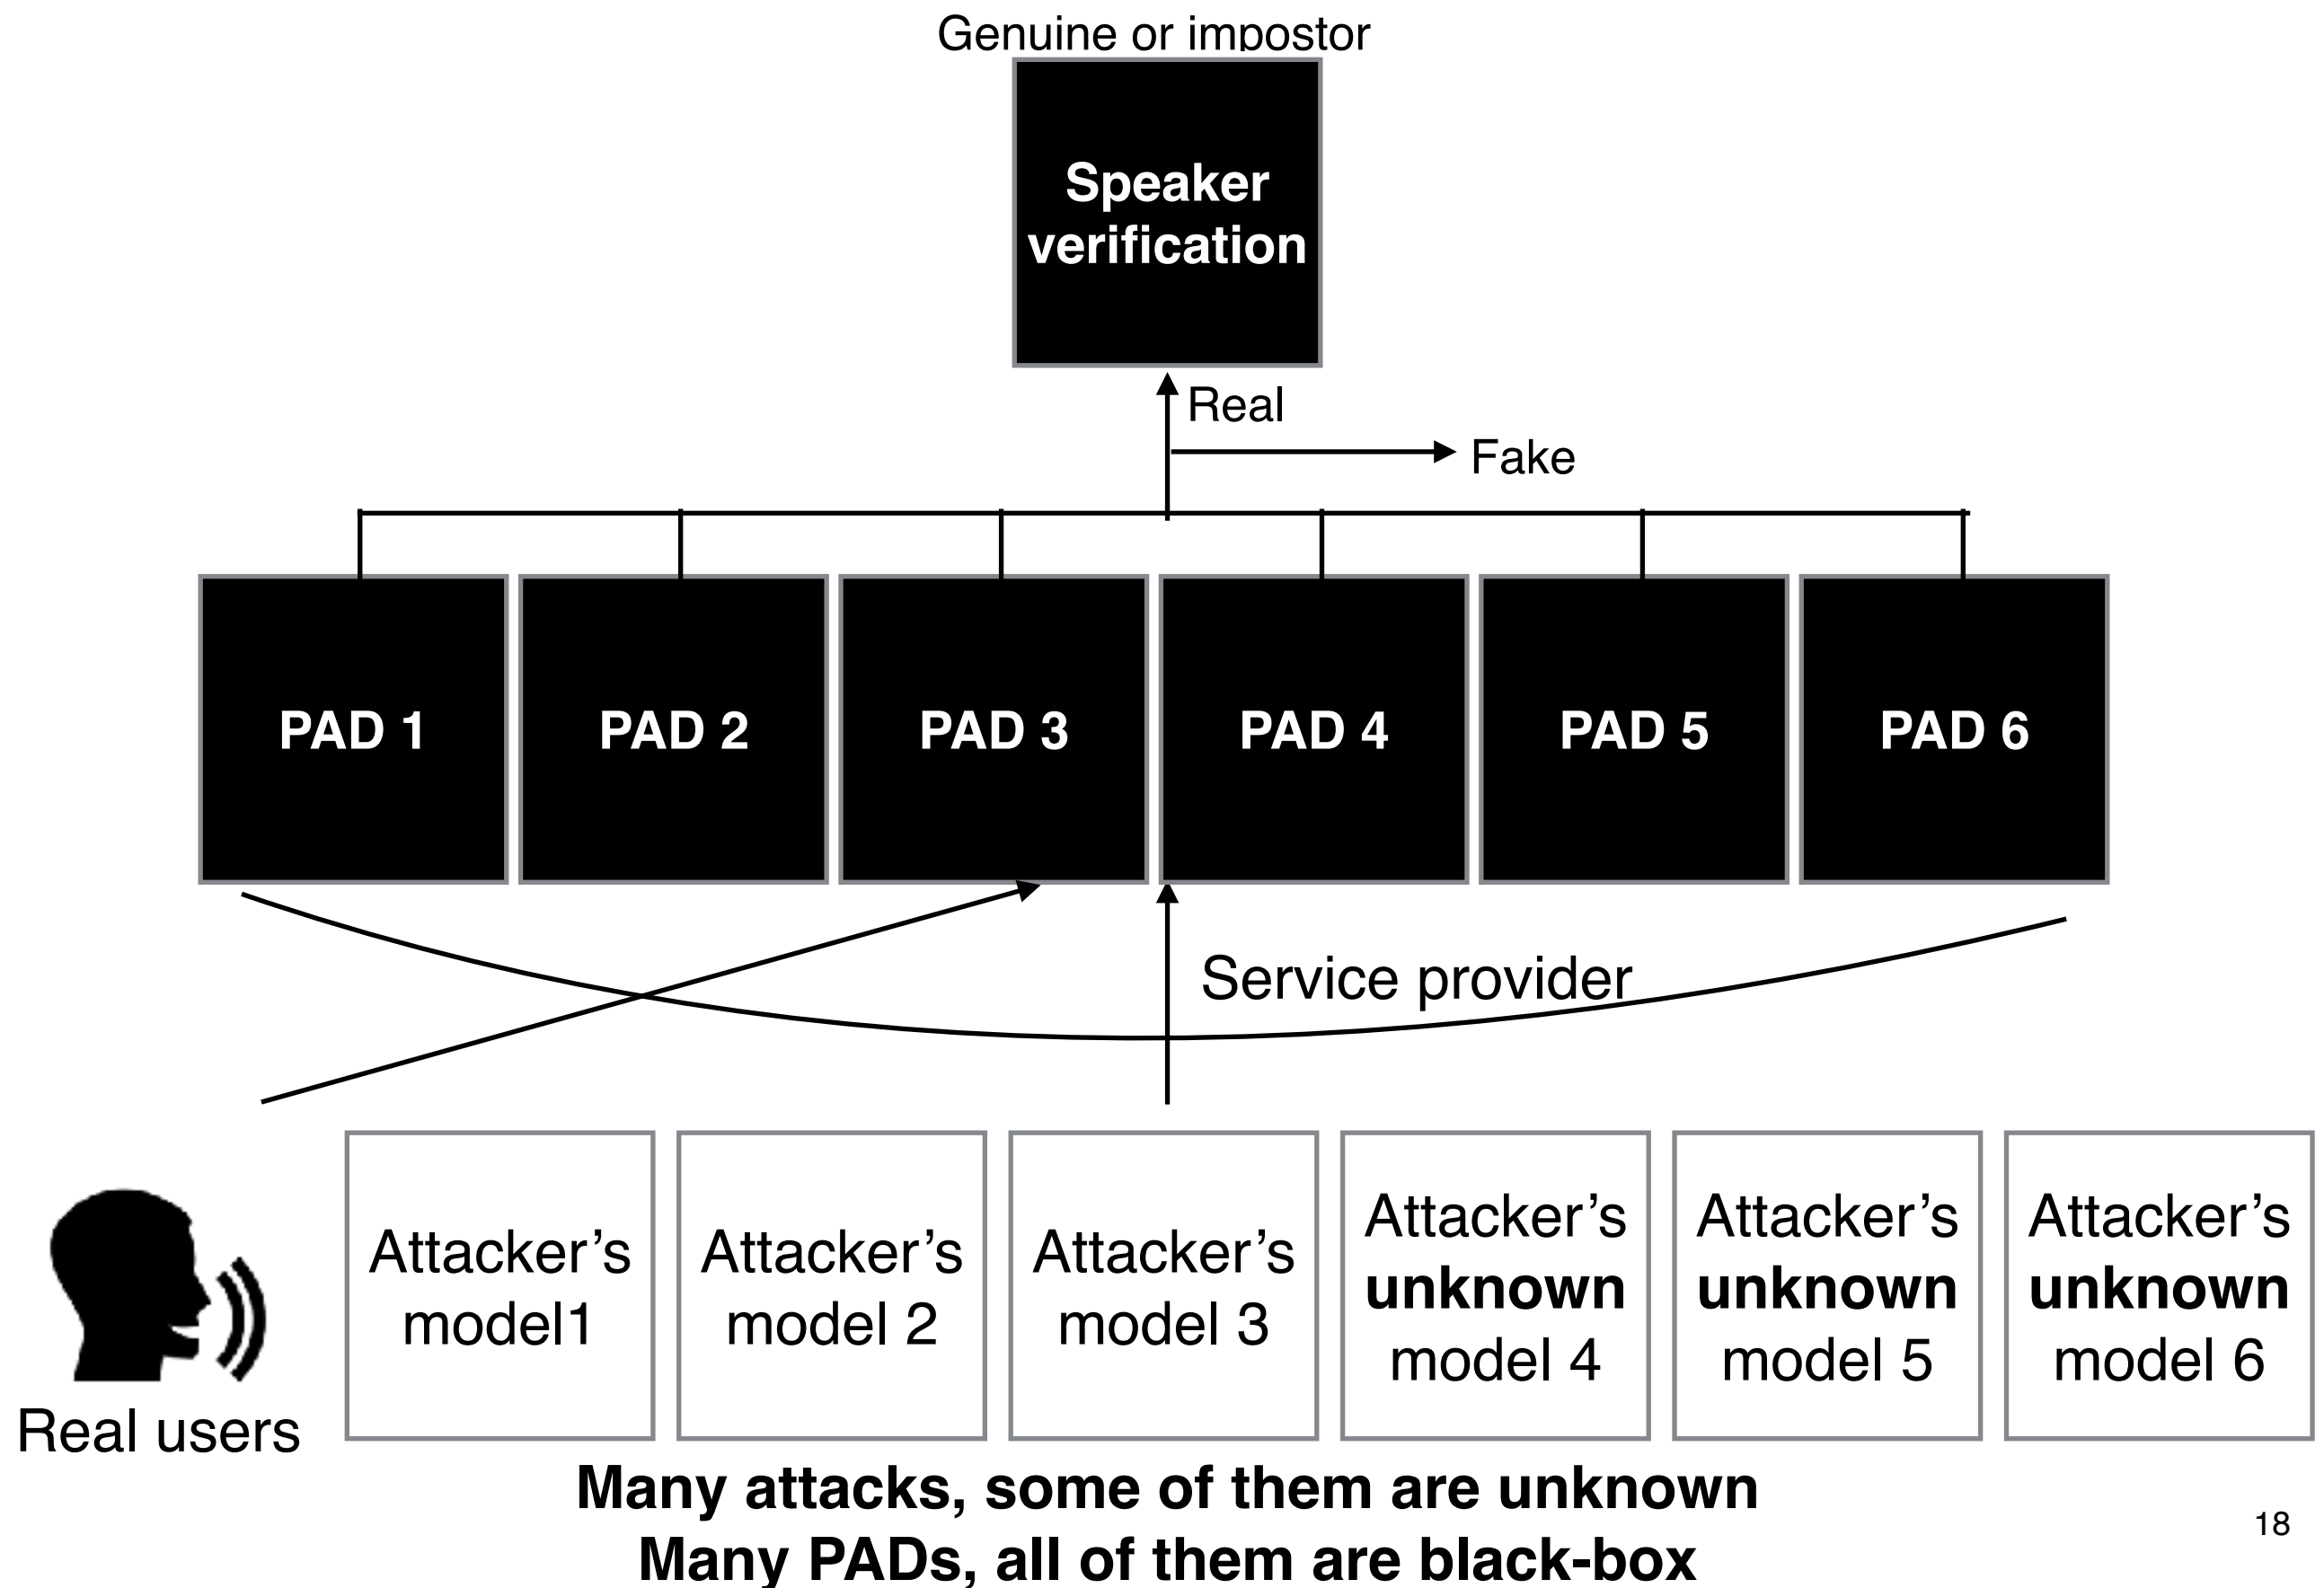 Genuine or impostor
Speaker
verification
Real
Fake
PAD 1
PAD 2
PAD 3
PAD 4
PAD 5
PAD 6
Service provider
Attacker's
model1
Attacker's
model 2
Attacker's
model 3
Attacker's
unknown
model 4
Attacker's
unknown
model 5
Attacker's
unknown
model 6
Real users
Many attacks, some of them are unknown
Many PADs, all of them are black-box
18